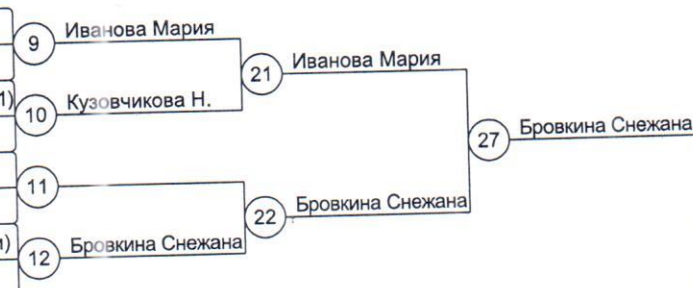 9
Иванова Мария
21
Иванова Мария
10
Кузовчикова Н.
27
Бровкина Снежана
11
22
Бровкина Снежана
12
Бровкина Снежана